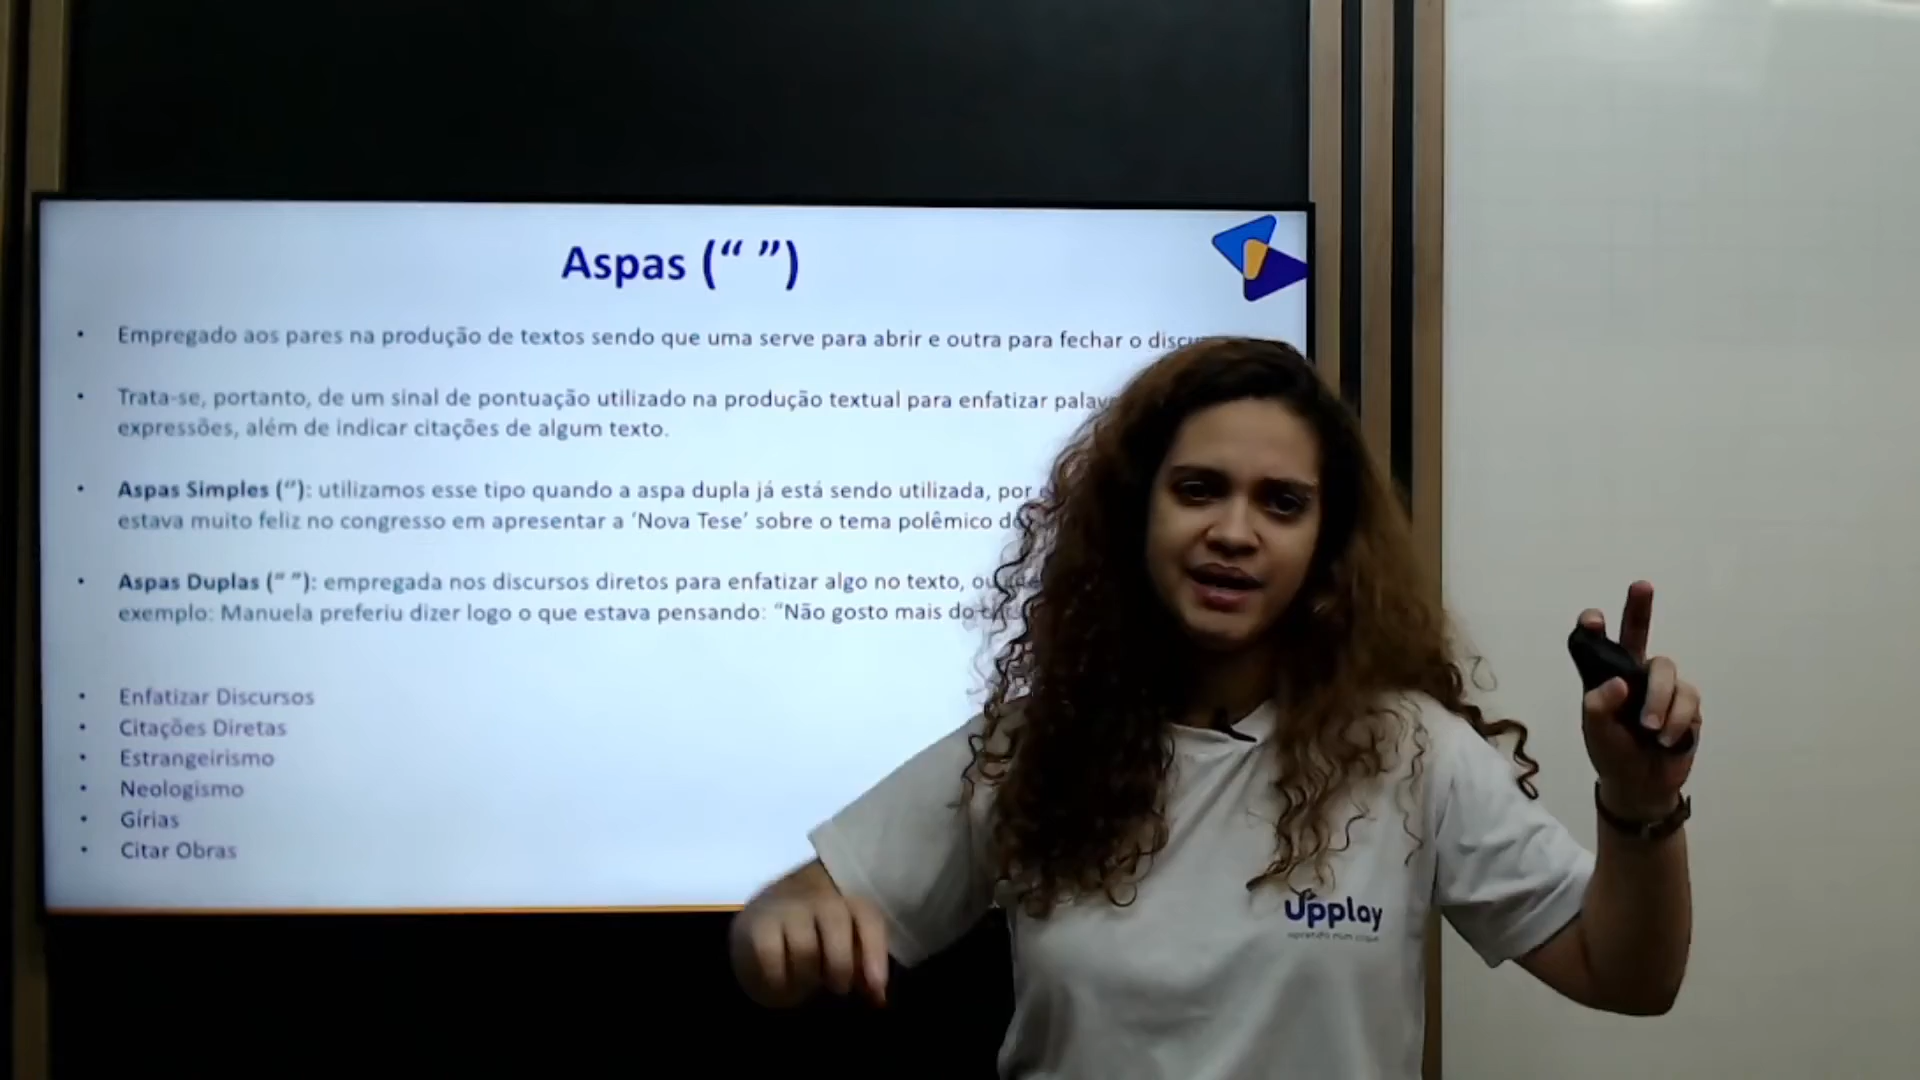 Aspas (“ ”)
• Empregado aos pares na produção de textos sendo que uma serve para abrir e outra para fechar o
• Trata-se, portanto, de um sinal de pontuação utilizado na produção textual para enfatizar
expressões, além de indicar citações de algum texto.
• Aspas Simples (‘’): utilizamos esse tipo quando a aspa dupla já está sendo utilizada, por
estava muito feliz no congresso em apresentar a ‘Nova Tese’ sobre o tema polêmico
• Aspas Duplas (“ ”): empregada nos discursos diretos para enfatizar algo no texto,
exemplo: Manuela preferiu dizer logo o que estava pensando: “Não gosto mais do
• Enfatizar Discursos
• Citações Diretas
• Estrangeirismo
• Neologismo
• Gírias
• Citar Obras
Upplay